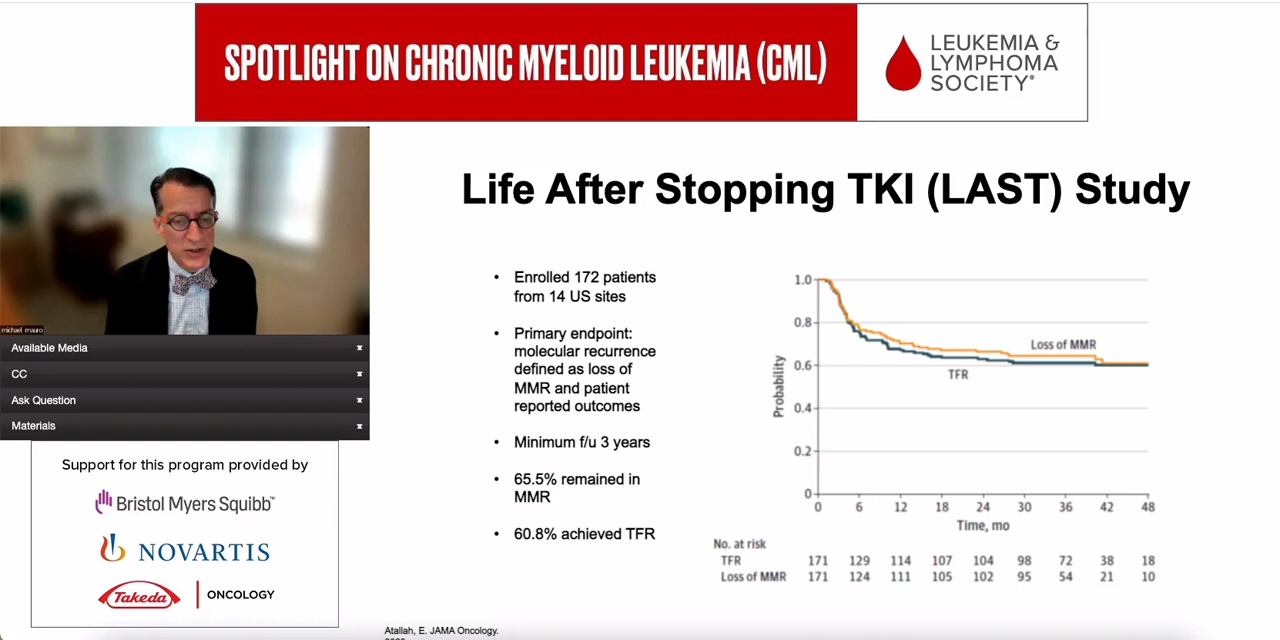 SPOTLIGHT ON CHRONIC MYELOID LEUKEMIA (CML)
LEUKEMIA &
LYMPHOMA
SOCIETY®
michael mauro
Available Media
CC
Ask Question
Materials
Support for this program provided by
Bristol Myers Squibb™
NOVARTIS
Takeda
ONCOLOGY
Life After Stopping TKI (LAST) Study
• Enrolled 172 patients
from 14 US sites
• Primary endpoint:
molecular recurrence
defined as loss of
MMR and patient
reported outcomes
• Minimum f/u 3 years
• 65.5% remained in
MMR
• 60.8% achieved TFR
Probability
1.0
0.8
0.6
0.4
0.2
0
Loss of MMR
TFR
0 6 12 18 24 30 36 42 48
Time, mo
No. at risk
TFR 171 129 114 107 104 98 72 38 18
Loss of MMR 171 124 111 105 102 95 54 21 10
Atallah, E. JAMA Oncology.